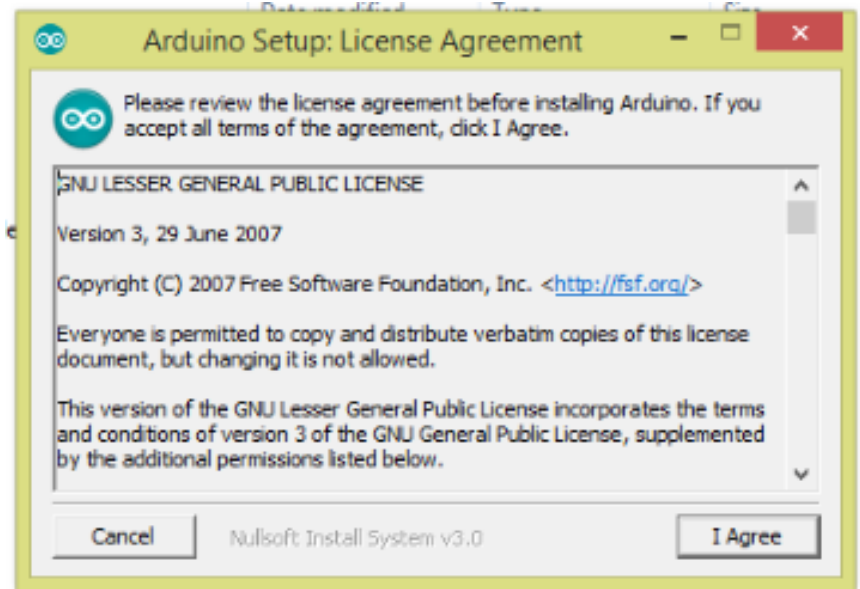 Date modified Type Size
Arduino Setup: License Agreement
Please review the license agreement before installing Arduino. If you
accept all terms of the agreement, click I Agree.
GNU LESSER GENERAL PUBLIC LICENSE
Version 3, 29 June 2007
Copyright (C) 2007 Free Software Foundation, Inc. <http://fsf.org/>
Everyone is permitted to copy and distribute verbatim copies of this license
document, but changing it is not allowed.
This version of the GNU Lesser General Public License incorporates the terms
and conditions of version 3 of the GNU General Public License, supplemented
by the additional permissions listed below.
Cancel Nullsoft Install System v3.0 I Agree